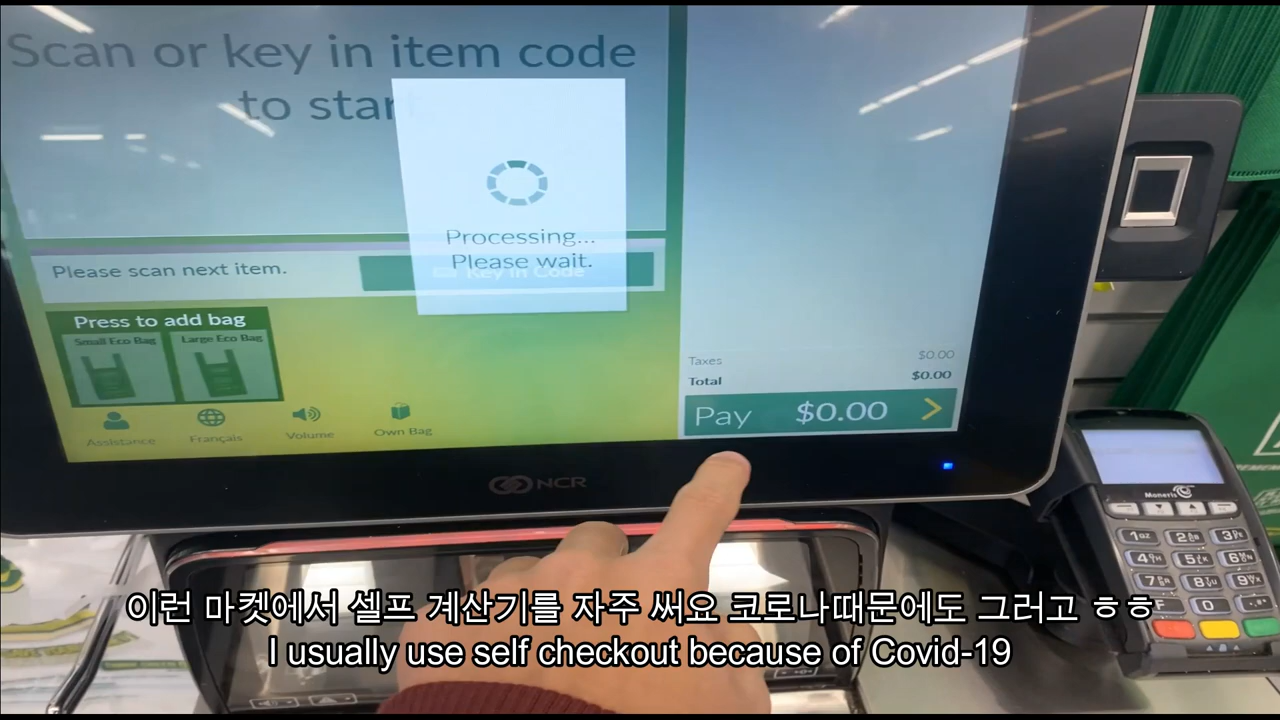 Scan or key in item code
to star
Processing...
Please wait.
Please scan next item.
Key In Code
Press to add bag
Small Eco Bag
Large Eco Bag
Assistance
Français
Volume
Own Bag
Taxes $0.00
Total $0.00
Pay $0.00
NCR
Moneris
이런 마켓에서 셀프 계산기를 자주 써요 코로나때문에도 그러고 ㅎㅎ
I usually use self checkout because of Covid-19